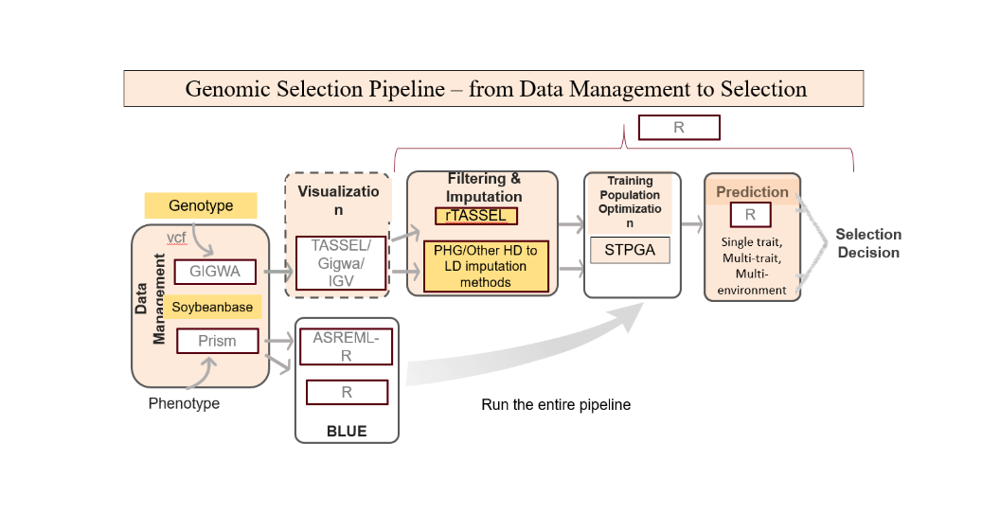 Genomic Selection Pipeline – from Data Management to Selection
R
Genotype
vcf
GIGWA
Data
Management
Soybeanbase
Prism
Phenotype
Visualizatio
n
TASSEL/
Gigwa/
IGV
ASREML-
R
R
BLUE
Filtering &
Imputation
rTASSEL
PHG/Other HD to
LD imputation
methods
Training
Population
Optimizatio
n
STPGA
Prediction
R
Single trait,
Multi-trait,
Multi-
environment
Selection
Decision
Run the entire pipeline